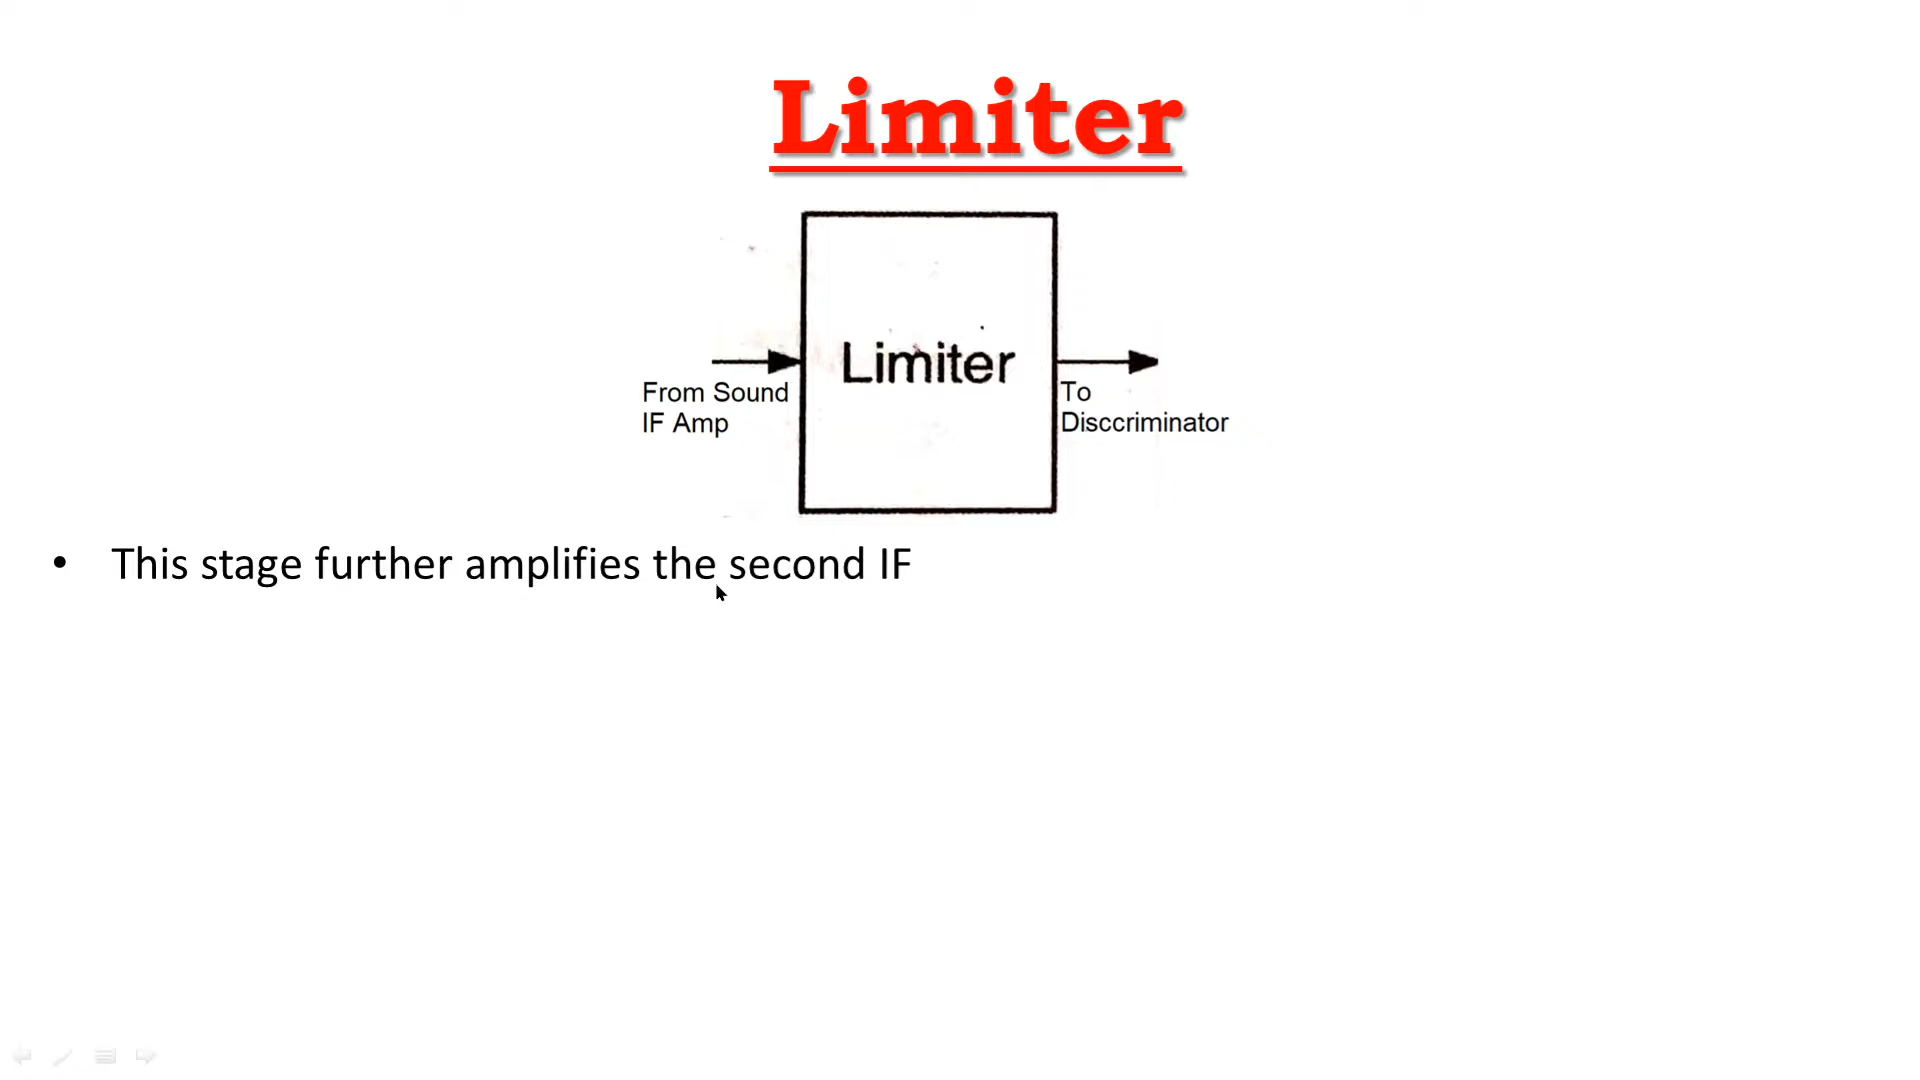 Limiter
Limiter
From Sound
IF Amp
To
Disccriminator
• This stage further amplifies the second IF